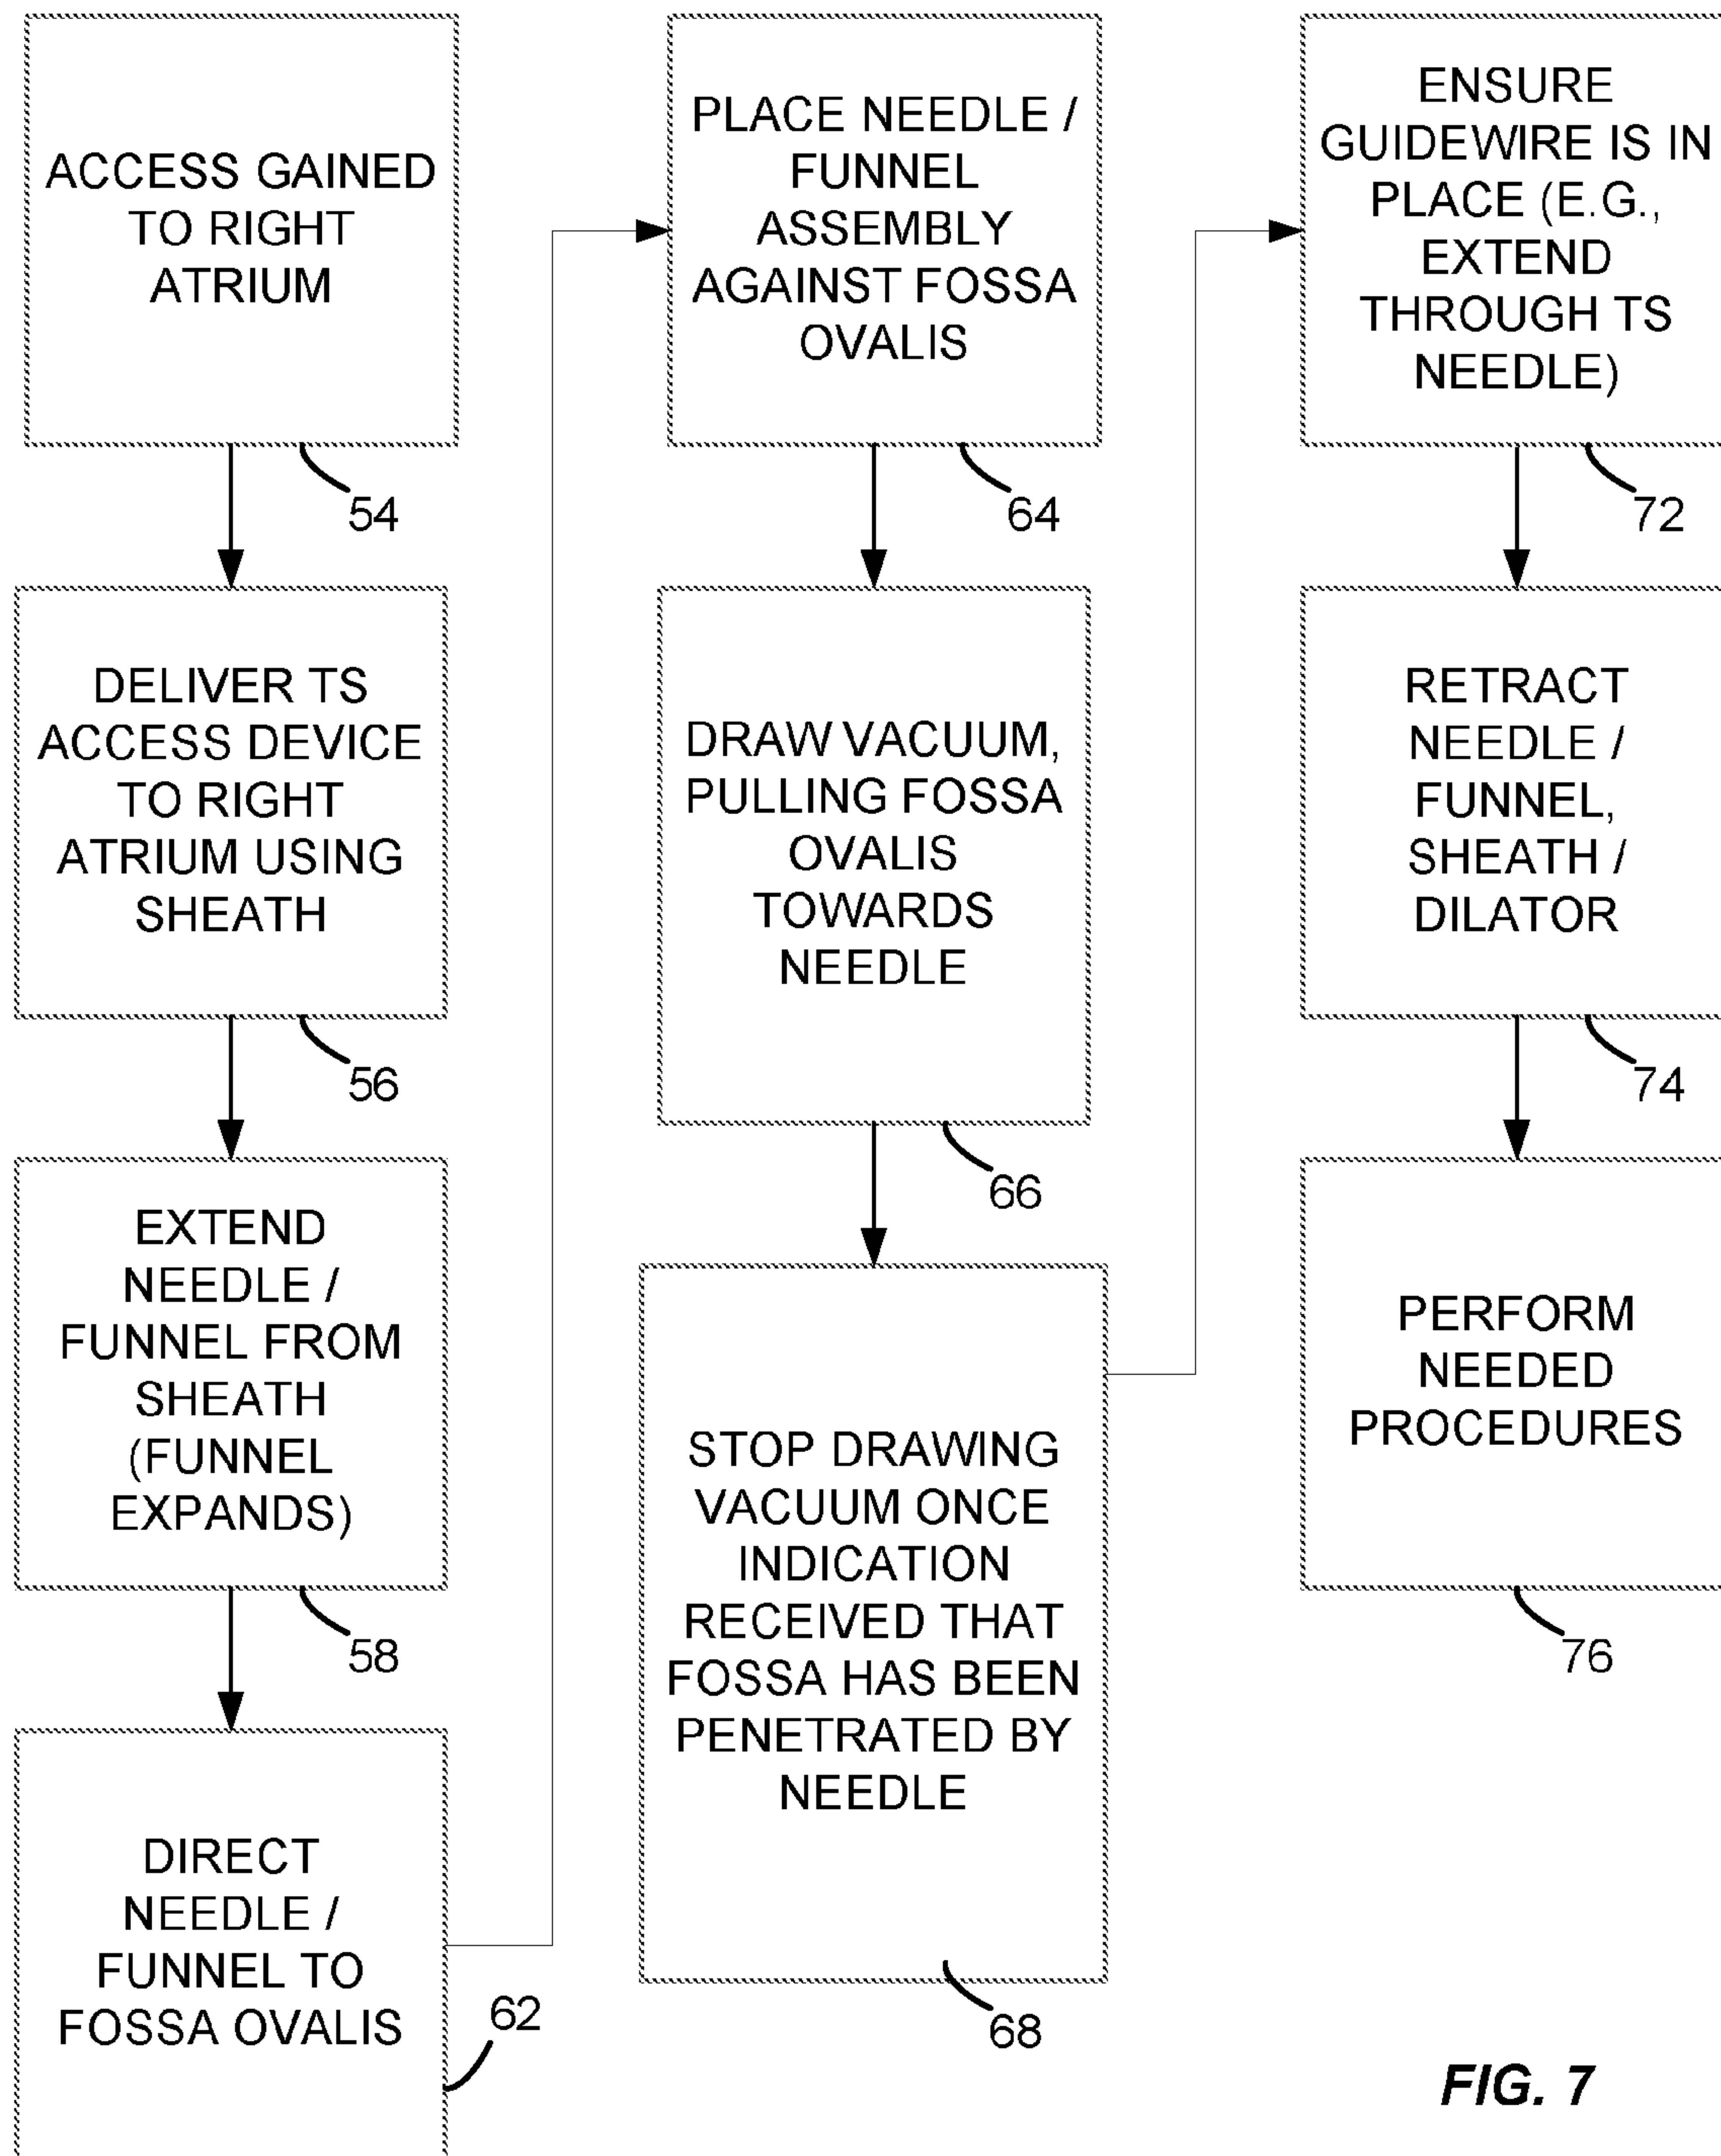 ACCESS GAINED
TO RIGHT
ATRIUM
54
DELIVER TS
ACCESS DEVICE
TO RIGHT
ATRIUM USING
SHEATH
56
EXTEND
NEEDLE /
FUNNEL FROM
SHEATH
(FUNNEL
EXPANDS)
58
DIRECT
NEEDLE /
FUNNEL TO
FOSSA OVALIS
62
PLACE NEEDLE /
FUNNEL
ASSEMBLY
AGAINST FOSSA
OVALIS
64
DRAW VACUUM,
PULLING FOSSA
OVALIS
TOWARDS
NEEDLE
66
STOP DRAWING
VACUUM ONCE
INDICATION
RECEIVED THAT
FOSSA HAS BEEN
PENETRATED BY
NEEDLE
68
ENSURE
GUIDEWIRE IS IN
PLACE (E.G.,
EXTEND
THROUGH TS
NEEDLE)
72
RETRACT
NEEDLE /
FUNNEL,
SHEATH /
DILATOR
74
PERFORM
NEEDED
PROCEDURES
76
FIG. 7